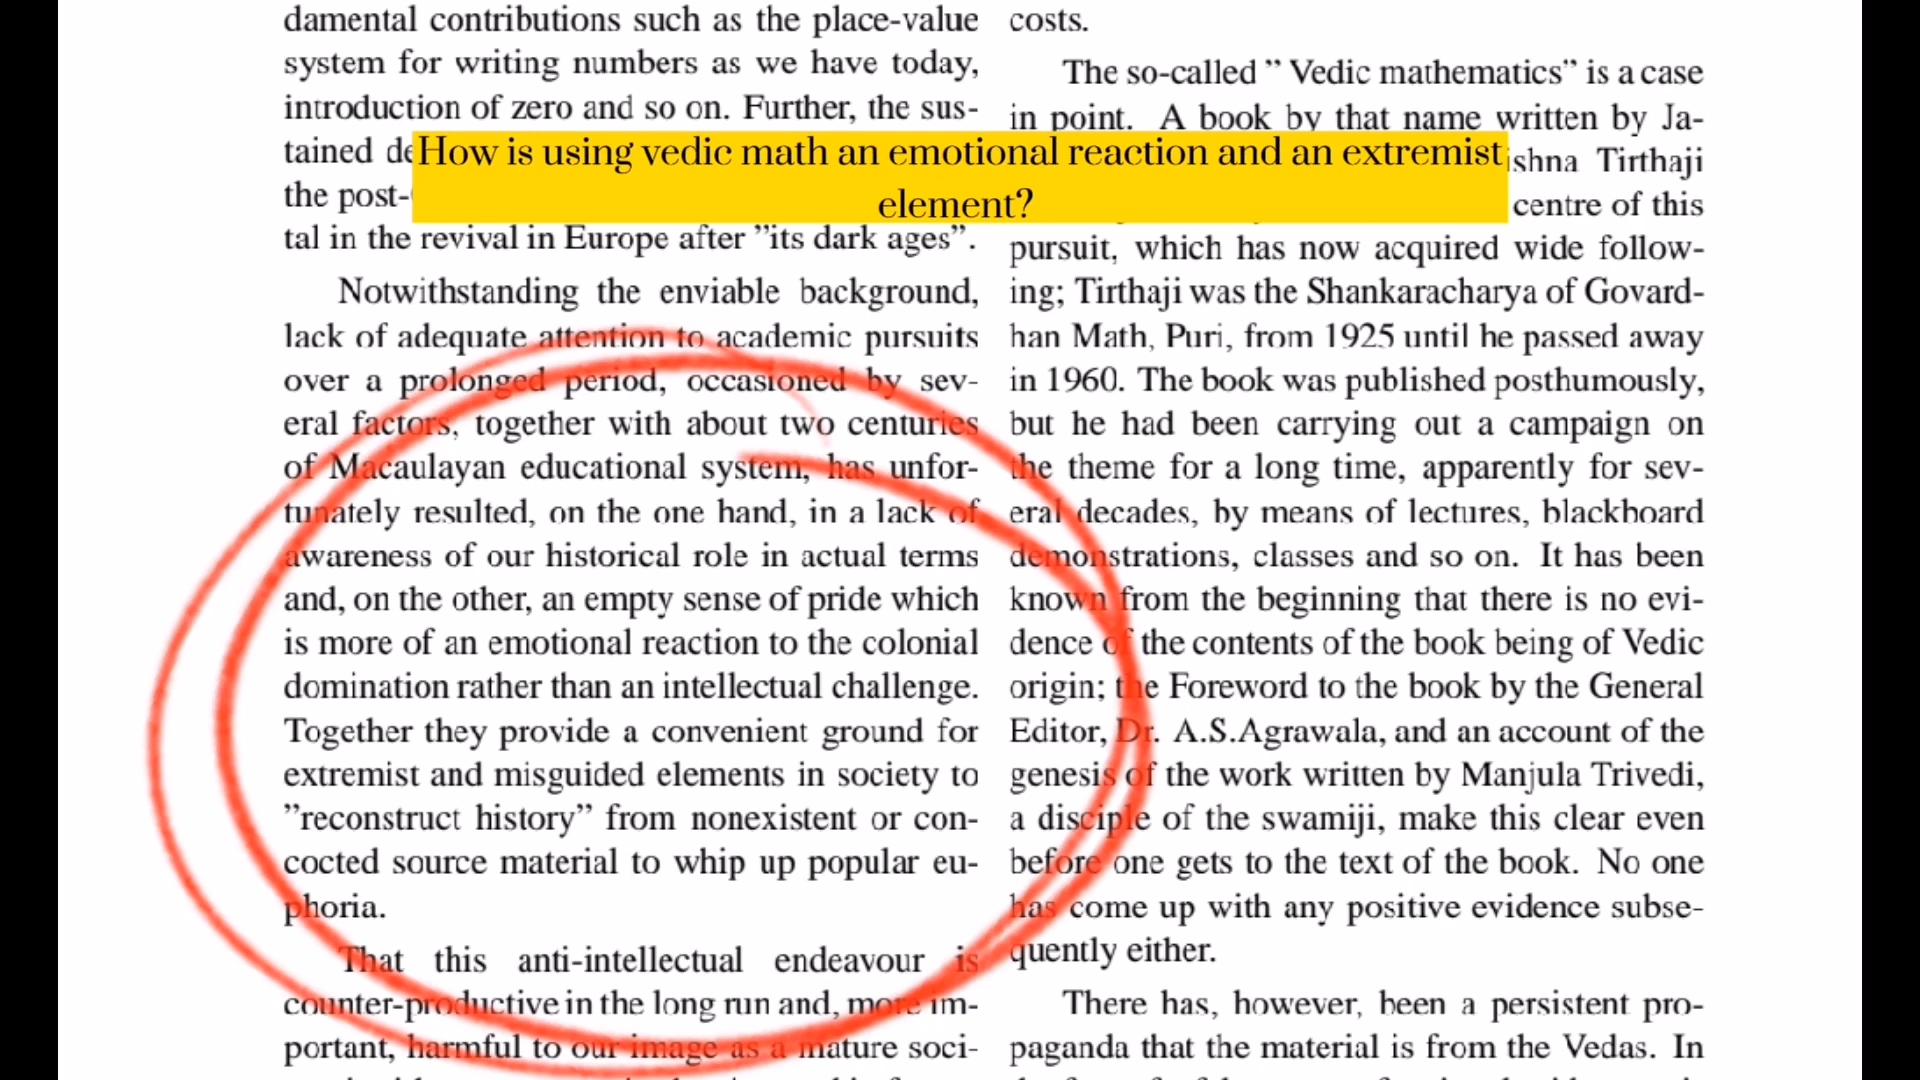 damental contributions such as the place-value
system for writing numbers as we have today,
introduction of zero and so on. Further, the sus-
tained
the post-
tal in the revival in Europe after ”its dark ages”.
Notwithstanding the enviable background,
lack of adequate attention to academic pursuits
over a prolonged period, occasioned by sev-
eral factors, together with about two centuries
of Macaulayan educational system, has unfor-
tunately resulted, on the one hand, in a lack of
awareness of our historical role in actual terms
and, on the other, an empty sense of pride which
is more of an emotional reaction to the colonial
domination rather than an intellectual challenge.
Together they provide a convenient ground for
extremist and misguided elements in society to
”reconstruct history” from nonexistent or con-
cocted source material to whip up popular eu-
phoria.
That this anti-intellectual endeavour is
counter-productive in the long run and, more im-
portant, harmful to our image as a mature soci-
How is using vedic math an emotional reaction and an extremist
element?
costs.
The so-called ” Vedic mathematics” is a case
in point. A book by that name written by Ja-
ishna Tirthaji
centre of this
pursuit, which has now acquired wide follow-
ing; Tirthaji was the Shankaracharya of Govard-
han Math, Puri, from 1925 until he passed away
in 1960. The book was published posthumously,
but he had been carrying out a campaign on
the theme for a long time, apparently for sev-
eral decades, by means of lectures, blackboard
demonstrations, classes and so on. It has been
known from the beginning that there is no evi-
dence of the contents of the book being of Vedic
origin; the Foreword to the book by the General
Editor, Dr. A.S.Agrawala, and an account of the
genesis of the work written by Manjula Trivedi,
a disciple of the swamiji, make this clear even
before one gets to the text of the book. No one
has come up with any positive evidence subse-
quently either.
There has, however, been a persistent pro-
paganda that the material is from the Vedas. In